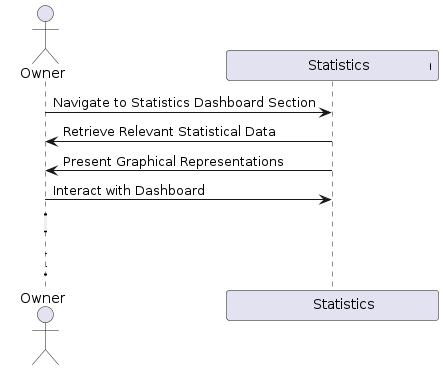 Owner
Statistics
Navigate to Statistics Dashboard Section
Retrieve Relevant Statistical Data
Present Graphical Representations
Interact with Dashboard
Owner
Statistics